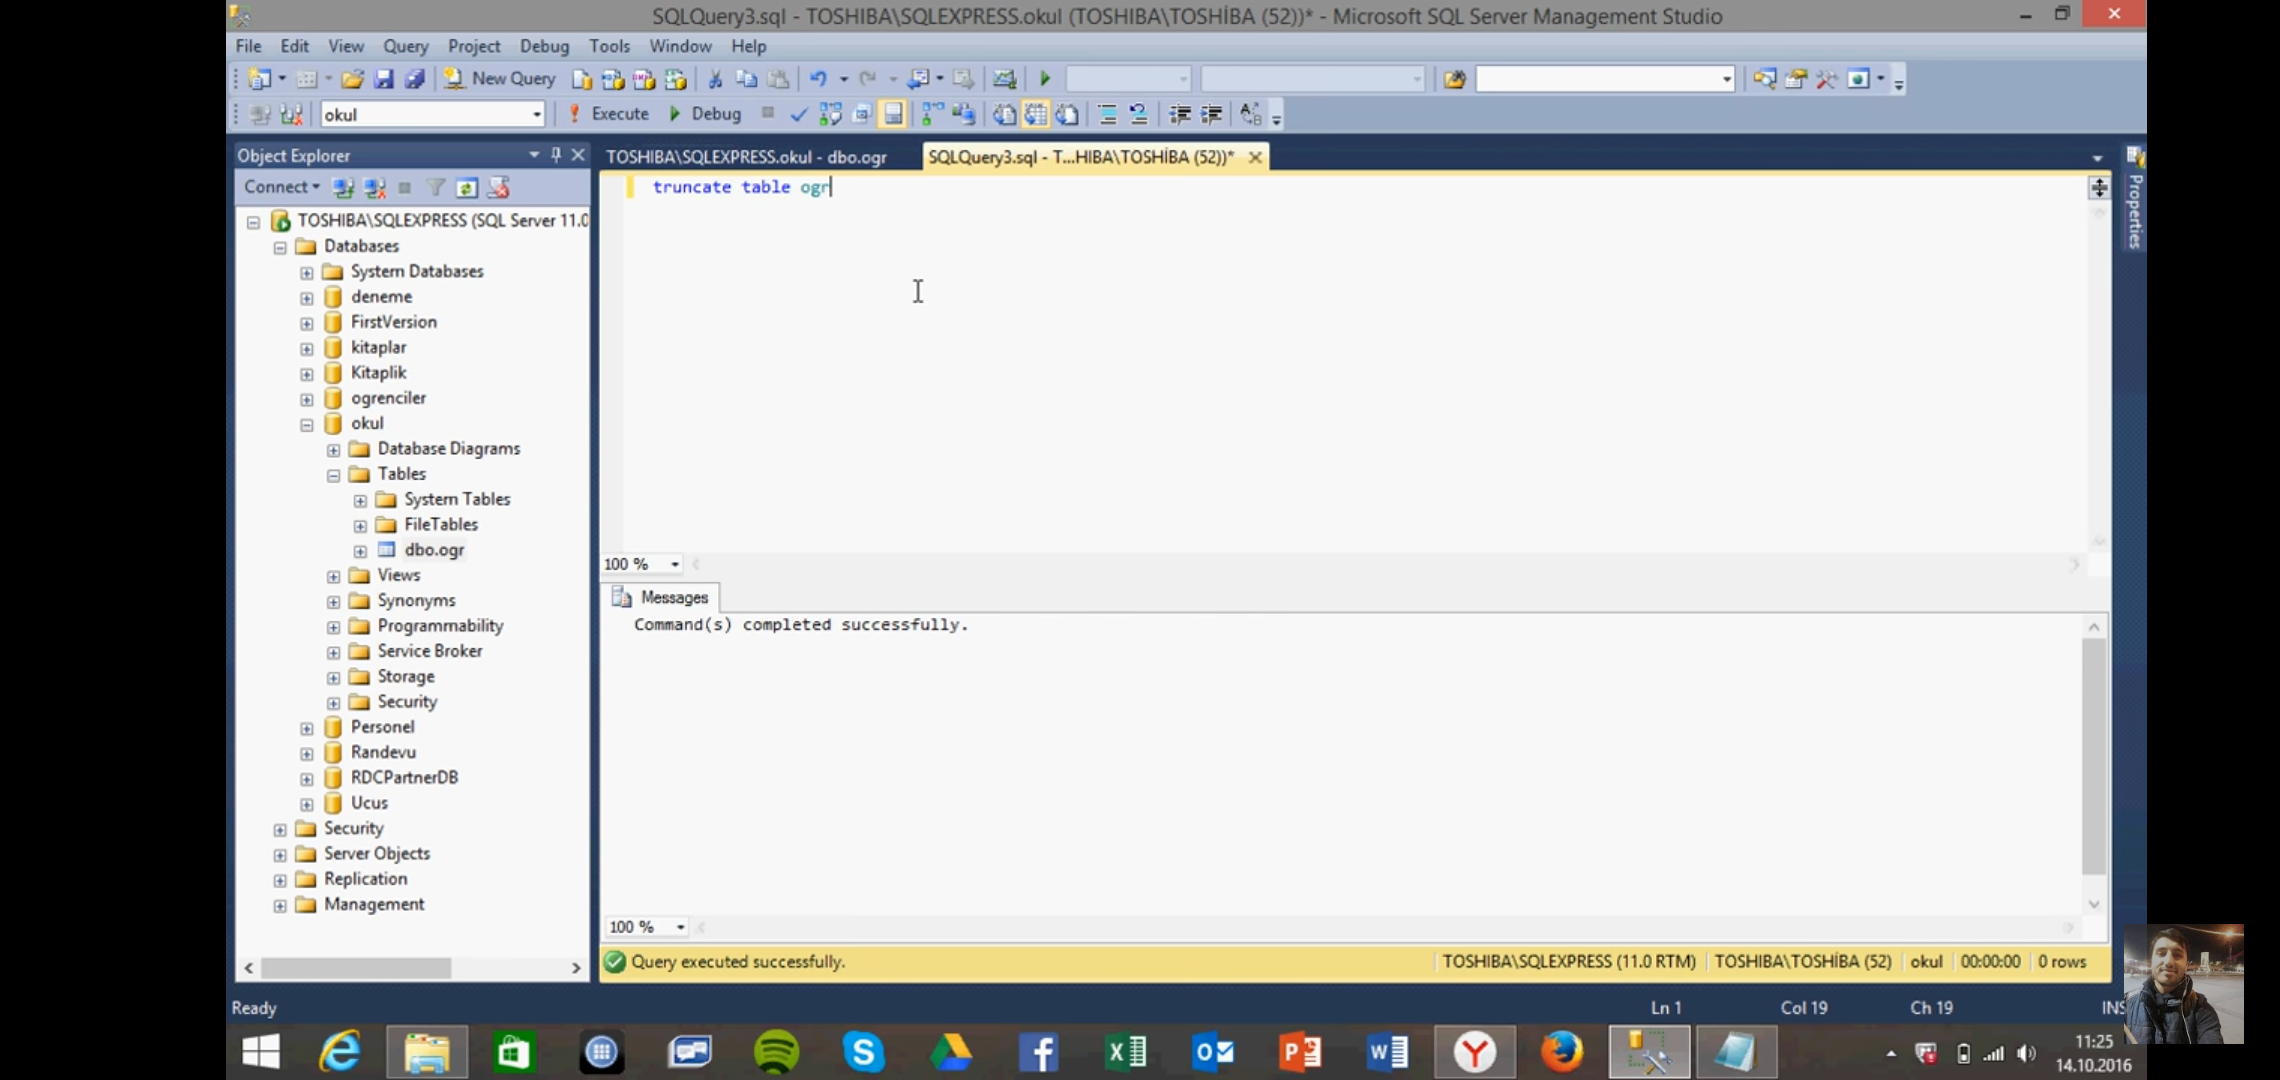 SQLQuery3.sql - TOSHIBA\SQLEXPRESS.okul (TOSHIBA\TOSHİBA (52))* - Microsoft SQL Server Management Studio
File Edit View Query Project Debug Tools Window Help
New Query
okul Execute Debug
Object Explorer
TOSHIBA\SQLEXPRESS.okul - dbo.ogr
SQLQuery3.sql - T...HIBA\TOSHİBA (52))*
Connect
truncate table ogr
Properties
TOSHIBA\SQLEXPRESS (SQL Server 11.0
Databases
System Databases
deneme
FirstVersion
kitaplar
Kitaplik
ogrenciler
okul
Database Diagrams
Tables
System Tables
FileTables
dbo.ogr
Views
Synonyms
Programmability
Service Broker
Storage
Security
Personel
Randevu
RDCPartnerDB
Ucus
Security
Server Objects
Replication
Management
100 %
Messages
Command(s) completed successfully.
100 %
Query executed successfully.
TOSHIBA\SQLEXPRESS (11.0 RTM) TOSHIBA\TOSHİBA (52) okul 00:00:00 0 rows
Ready Ln 1 Col 19 Ch 19 INS
11:25
14.10.2016